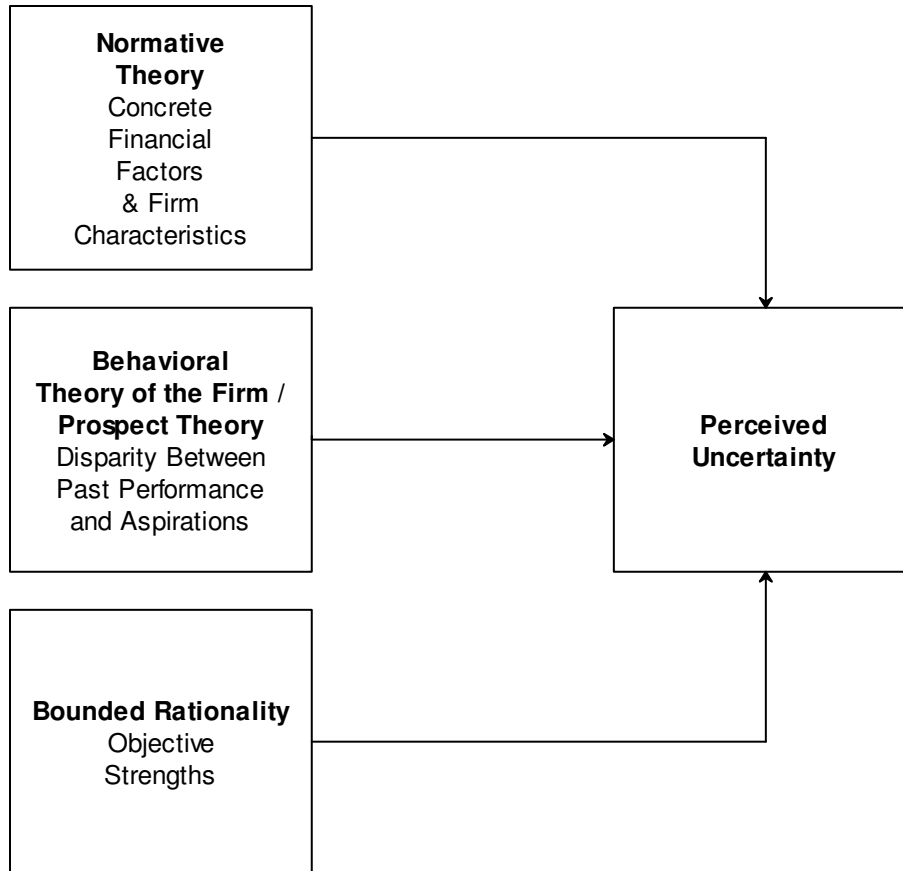 Normative
Theory
Concrete
Financial
Factors
& Firm
Characteristics
Behavioral
Theory of the Firm /
Prospect Theory
Disparity Between
Past Performance
and Aspirations
Perceived
Uncertainty
Bounded Rationality
Objective
Strengths